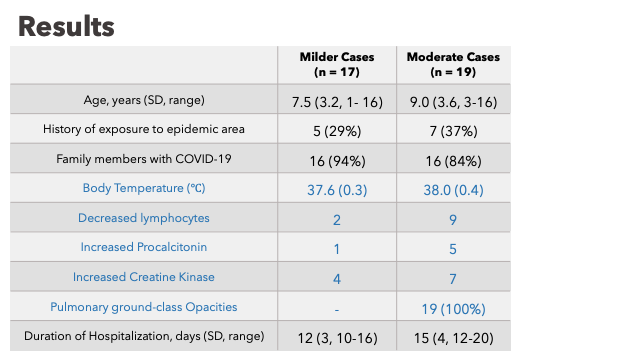 Results
Milder Cases Moderate Cases
(n = 17) (n = 19)
Age, years (SD, range) 7.5 (3.2, 1- 16) 9.0 (3.6, 3-16)
History of exposure to epidemic area 5 (29%) 7 (37%)
Family members with COVID-19 16 (94%) 16 (84%)
Body Temperature (℃) 37.6 (0.3) 38.0 (0.4)
Decreased lymphocytes 2 9
Increased Procalcitonin 1 5
Increased Creatine Kinase 4 7
Pulmonary ground-class Opacities - 19 (100%)
Duration of Hospitalization, days (SD, range) 12 (3, 10-16) 15 (4, 12-20)